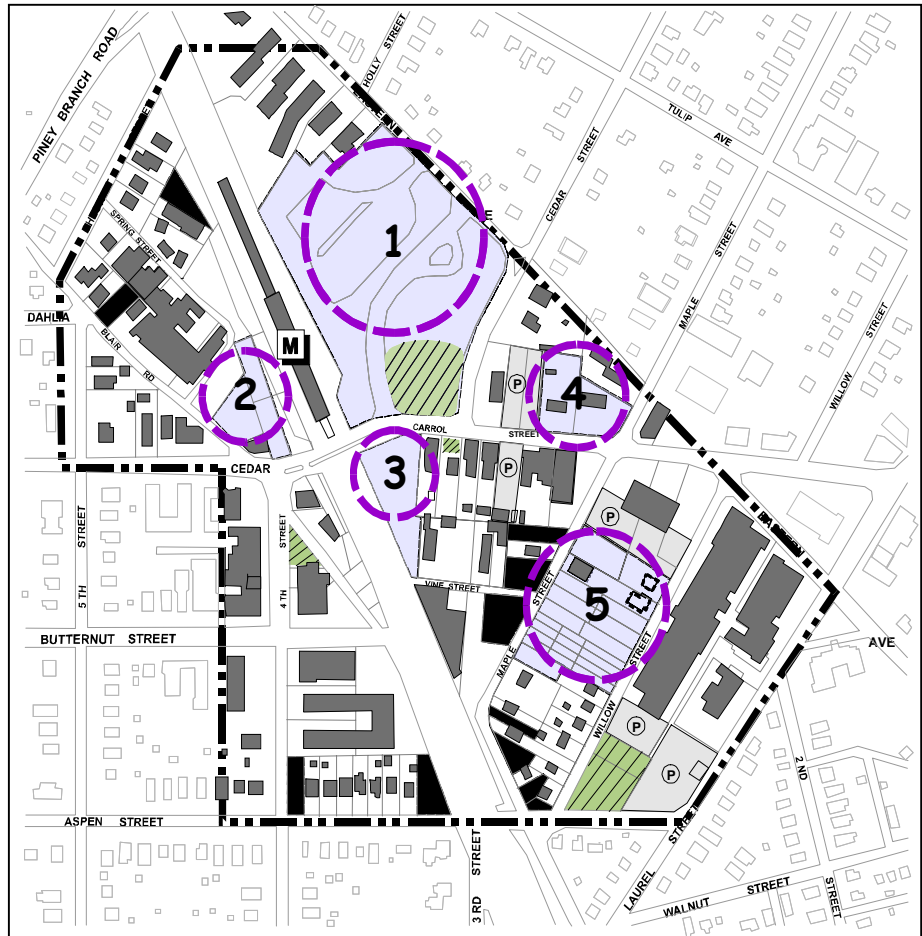 PINEY BRANCH ROAD
HOLLY STREET
TULIP AVE
CEDAR STREET
MAPLE STREET
WILLOW STREET
1
SPRING STREET
DAHLIA
BLAIR RD
M
2
P
4
CARROL STREET
3
CEDAR
P
P
5 TH STREET
4 TH STREET
VINE STREET
5
BUTTERNUT STREET
AVE
MAPLE STREET
WILLOW STREET
P
P
2 ND STREET
ASPEN STREET
3 RD STREET
LAUREL STREET
WALNUT STREET